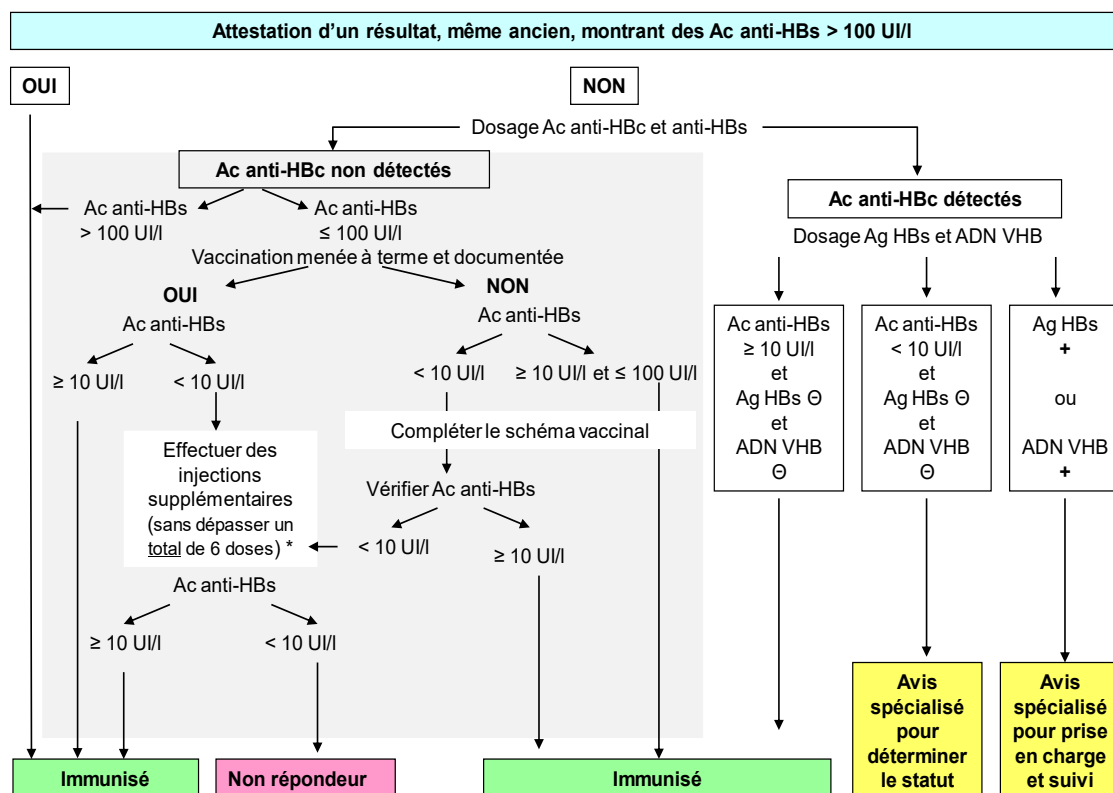 Attestation d'un résultat, même ancien, montrant des Ac anti-HBs > 100 UI/l
OUI
NON
Dosage Ac anti-HBc et anti-HBs
Ac anti-HBc non détectés
Ac anti-HBs
> 100 UI/l
Ac anti-HBs
≤ 100 UI/l
Vaccination menée à terme et documentée
OUI
Ac anti-HBs
≥ 10 UI/l
< 10 UI/l
NON
Ac anti-HBs
< 10 UI/l
≥ 10 UI/l et ≤ 100 UI/l
Effectuer des
injections
supplémentaires
(sans dépasser un
total de 6 doses) *
Compléter le schéma vaccinal
Vérifier Ac anti-HBs
< 10 UI/l
≥ 10 UI/l
Ac anti-HBs
≥ 10 UI/l
< 10 UI/l
Ac anti-HBc détectés
Dosage Ag HBs et ADN VHB
Ac anti-HBs
≥ 10 UI/l
et
Ag HBs Θ
et
ADN VHB
Θ
Ac anti-HBs
< 10 UI/l
et
Ag HBs Θ
et
ADN VHB
Θ
Ag HBs
+
ou
ADN VHB
+
Immunisé
Non répondeur
Immunisé
Avis
spécialisé
pour
déterminer
le statut
Avis
spécialisé
pour prise
en charge
et suivi